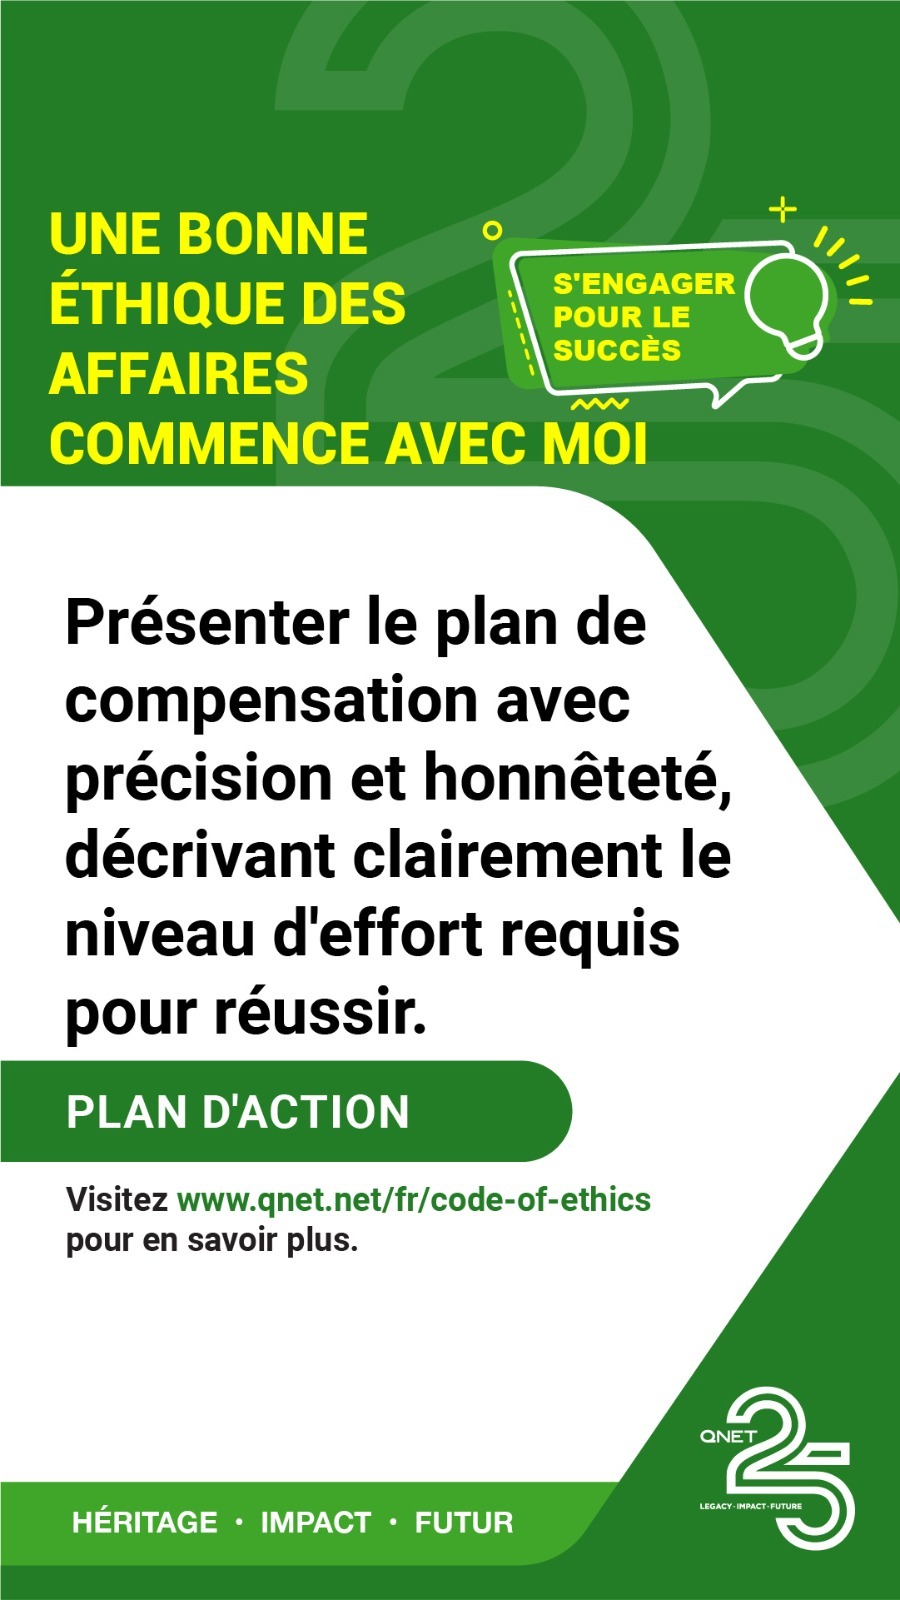 UNE BONNE
ÉTHIQUE DES
AFFAIRES
COMMENCE AVEC MOI
S'ENGAGER
POUR LE
SUCCÈS
Présenter le plan de
compensation avec
précision et honnêteté,
décrivant clairement le
niveau d'effort requis
pour réussir.
PLAN D'ACTION
Visitez www.qnet.net/fr/code-of-ethics
pour en savoir plus.
HÉRITAGE • IMPACT • FUTUR
QNET 25
LEGACY · IMPACT · FUTURE